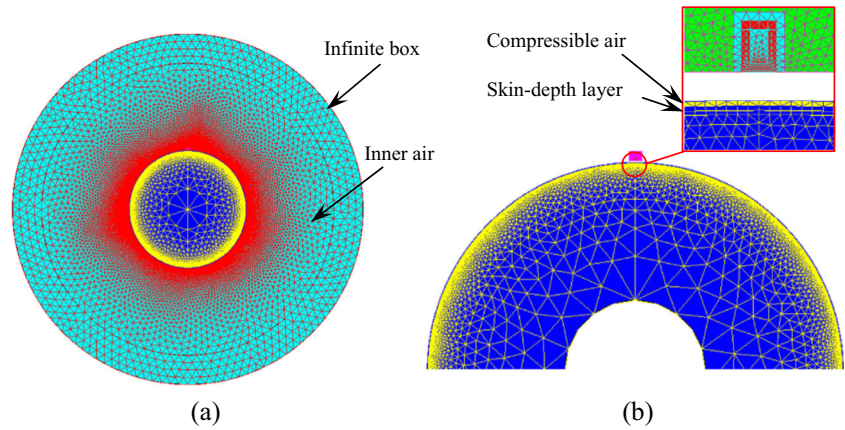 Infinite box
Inner air
(a)
Compressible air
Skin-depth layer
(b)